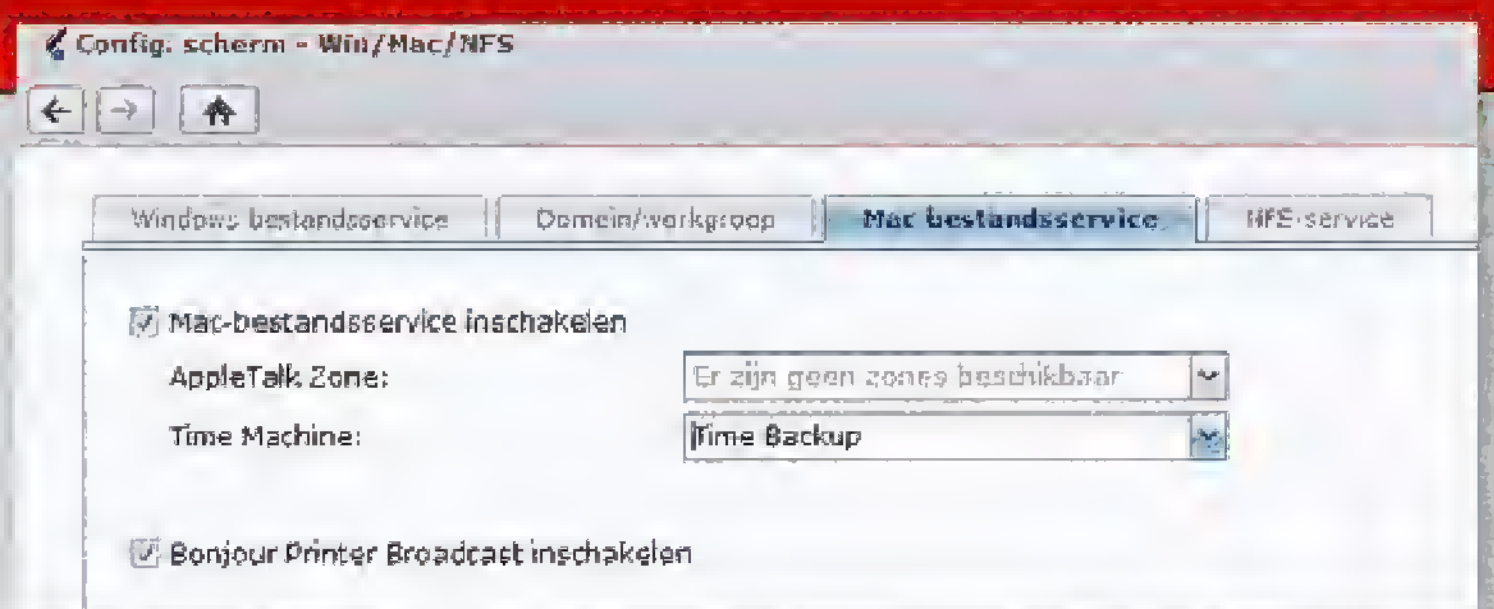 Config. scherm - Win/Mac/NFS
Windows bestandsservice Domein/workgroop Mac bestandsservice NFS-service
Mac-bestandsservice inschakelen
AppleTalk Zone: Er zijn geen zones beschikbaar
Time Machine: Time Backup
Bonjour Printer Broadcast inschakelen